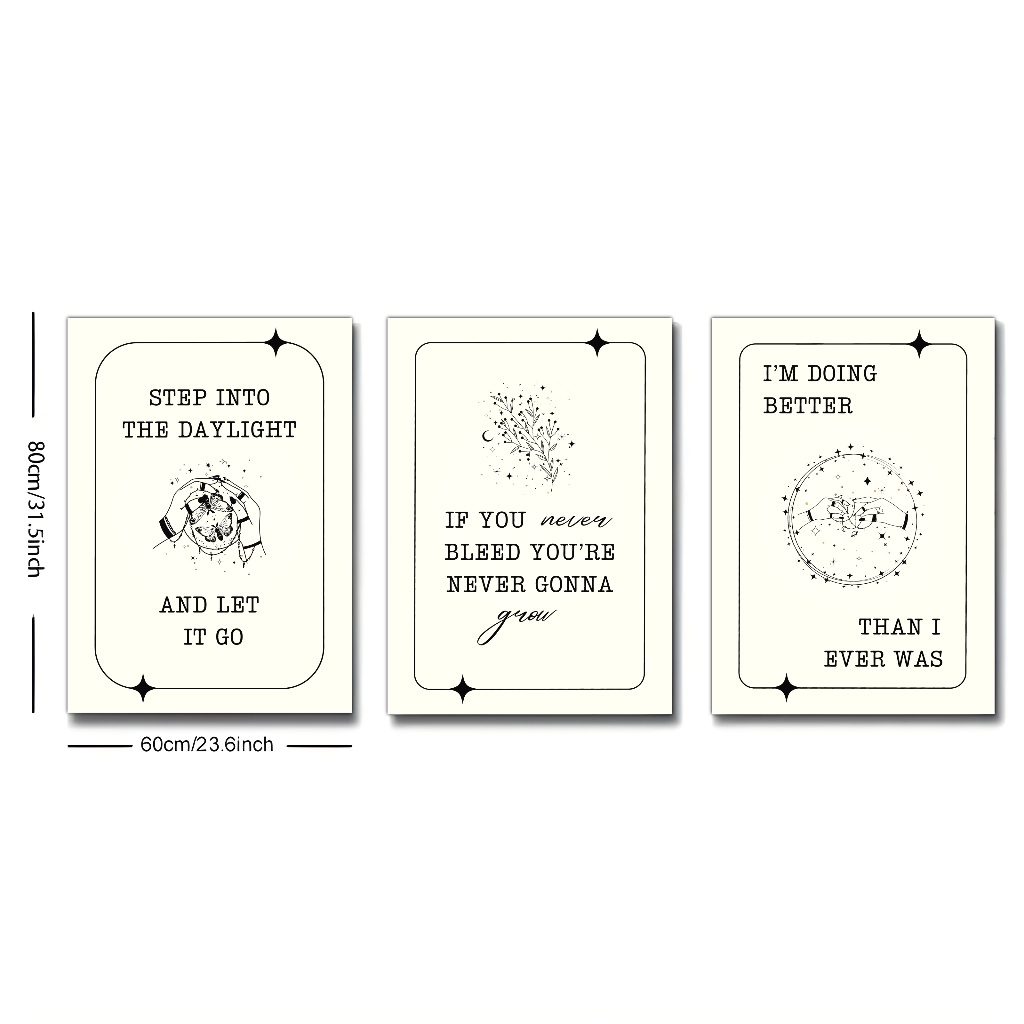 STEP INTO
THE DAYLIGHT
AND LET
IT GO
IF YOU never
BLEED YOU'RE
NEVER GONNA
grow
I'M DOING
BETTER
THAN I
EVER WAS
80cm/31.5inch
60cm/23.6inch